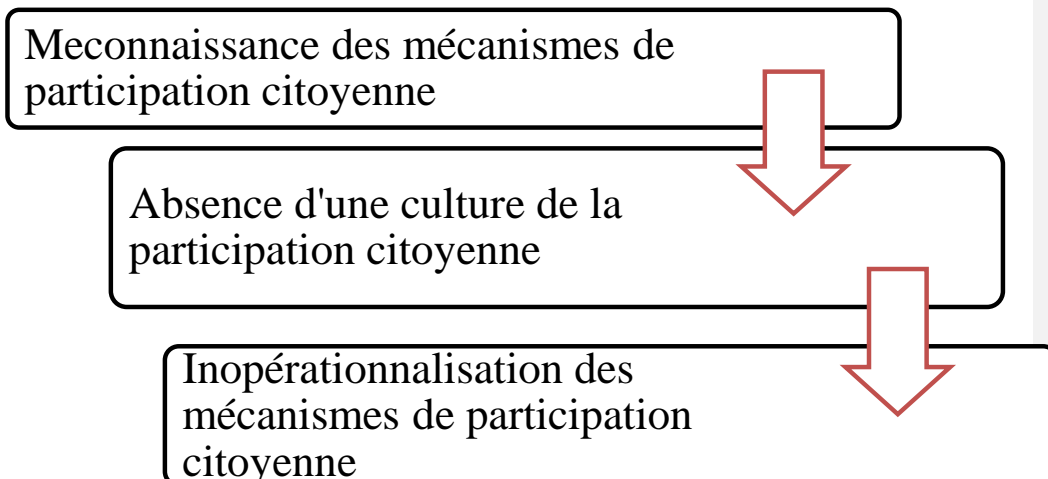 Meconnaissance des mécanismes de
participation citoyenne
Absence d'une culture de la
participation citoyenne
Inopérationnalisation des
mécanismes de participation
citoyenne